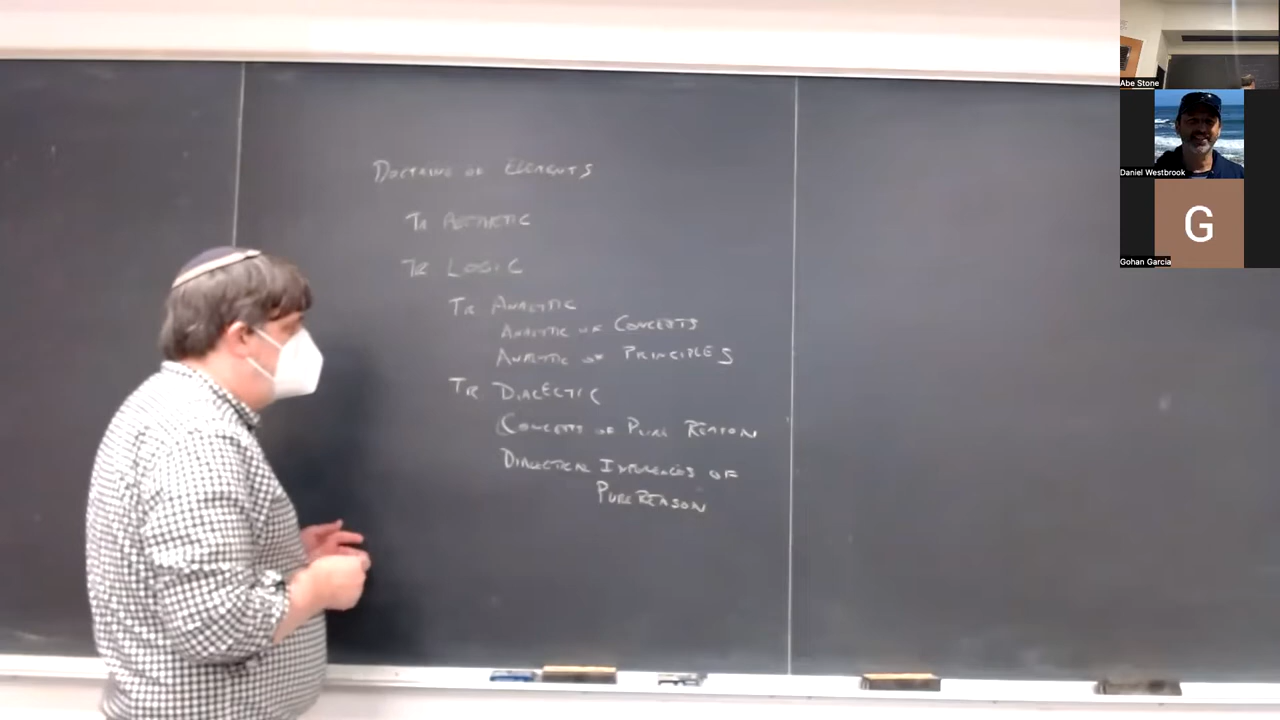 DOCTRINE OF ELEMENTS
TR AESTHETIC
TR LOGIC
TR ANALYTIC
ANALYTIC OF CONCEPTS
ANALYTIC OF PRINCIPLES
TR DIALECTIC
CONCEPTS OF PURE REASON
DIALECTICAL INFERENCES OF
PURE REASON
Abe Stone
Daniel Westbrook
G
Gohan Garcia